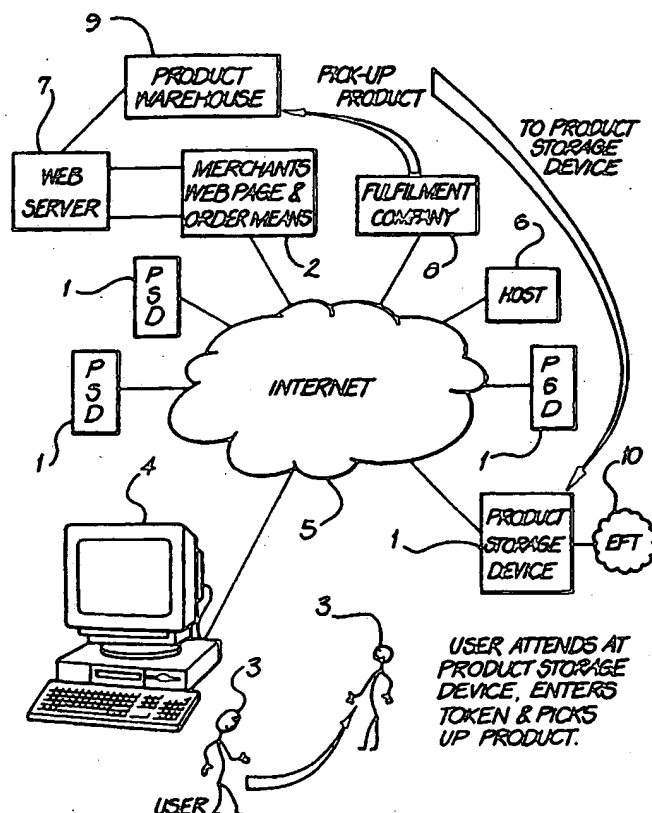 9
PRODUCT
WAREHOUSE
PICK-UP
PRODUCT
TO PRODUCT
STORAGE
DEVICE
7
WEB
SERVER
MERCHANTS
WEB PAGE &
ORDER MEANS
2
FULFILMENT
COMPANY
8
6
HOST
1
P
S
D
1
P
S
D
INTERNET
5
P
S
D
1
4
1
PRODUCT
STORAGE
DEVICE
10
EFT
3
3
USER
USER ATTENDS AT
PRODUCT STORAGE
DEVICE, ENTERS
TOKEN & PICKS
UP PRODUCT.